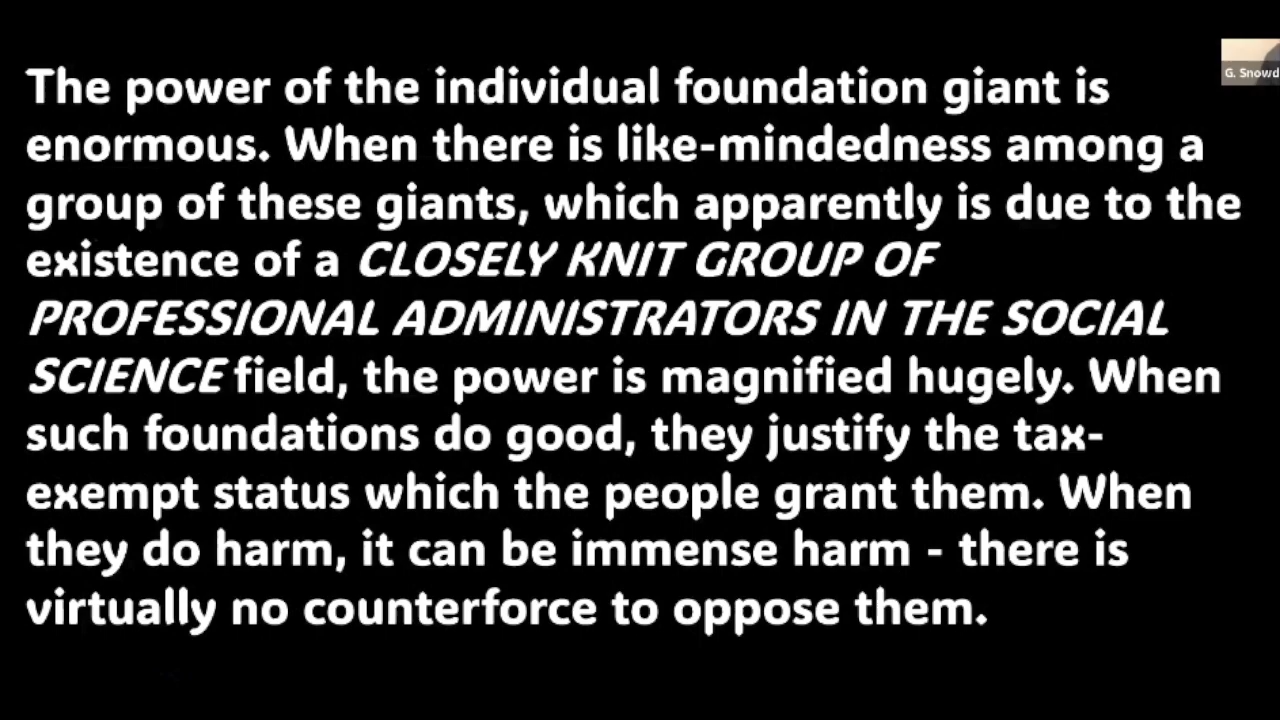 The power of the individual foundation giant is
enormous. When there is like-mindedness among a
group of these giants, which apparently is due to the
existence of a CLOSELY KNIT GROUP OF
PROFESSIONAL ADMINISTRATORS IN THE SOCIAL
SCIENCE field, the power is magnified hugely. When
such foundations do good, they justify the tax-
exempt status which the people grant them. When
they do harm, it can be immense harm - there is
virtually no counterforce to oppose them.
G. Snowd